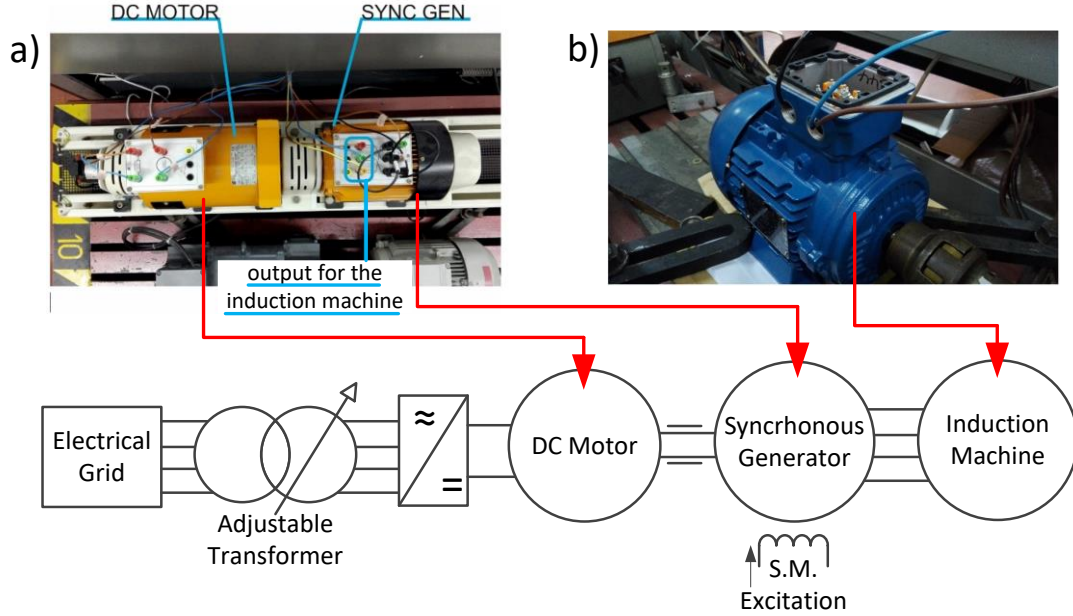 DC MOTOR
SYNC GEN
a)
b)
10
output for the
induction machine
Electrical
Grid
Adjustable
Transformer
≈
=
DC Motor
Syncrhonous
Generator
Induction
Machine
S.M.
Excitation